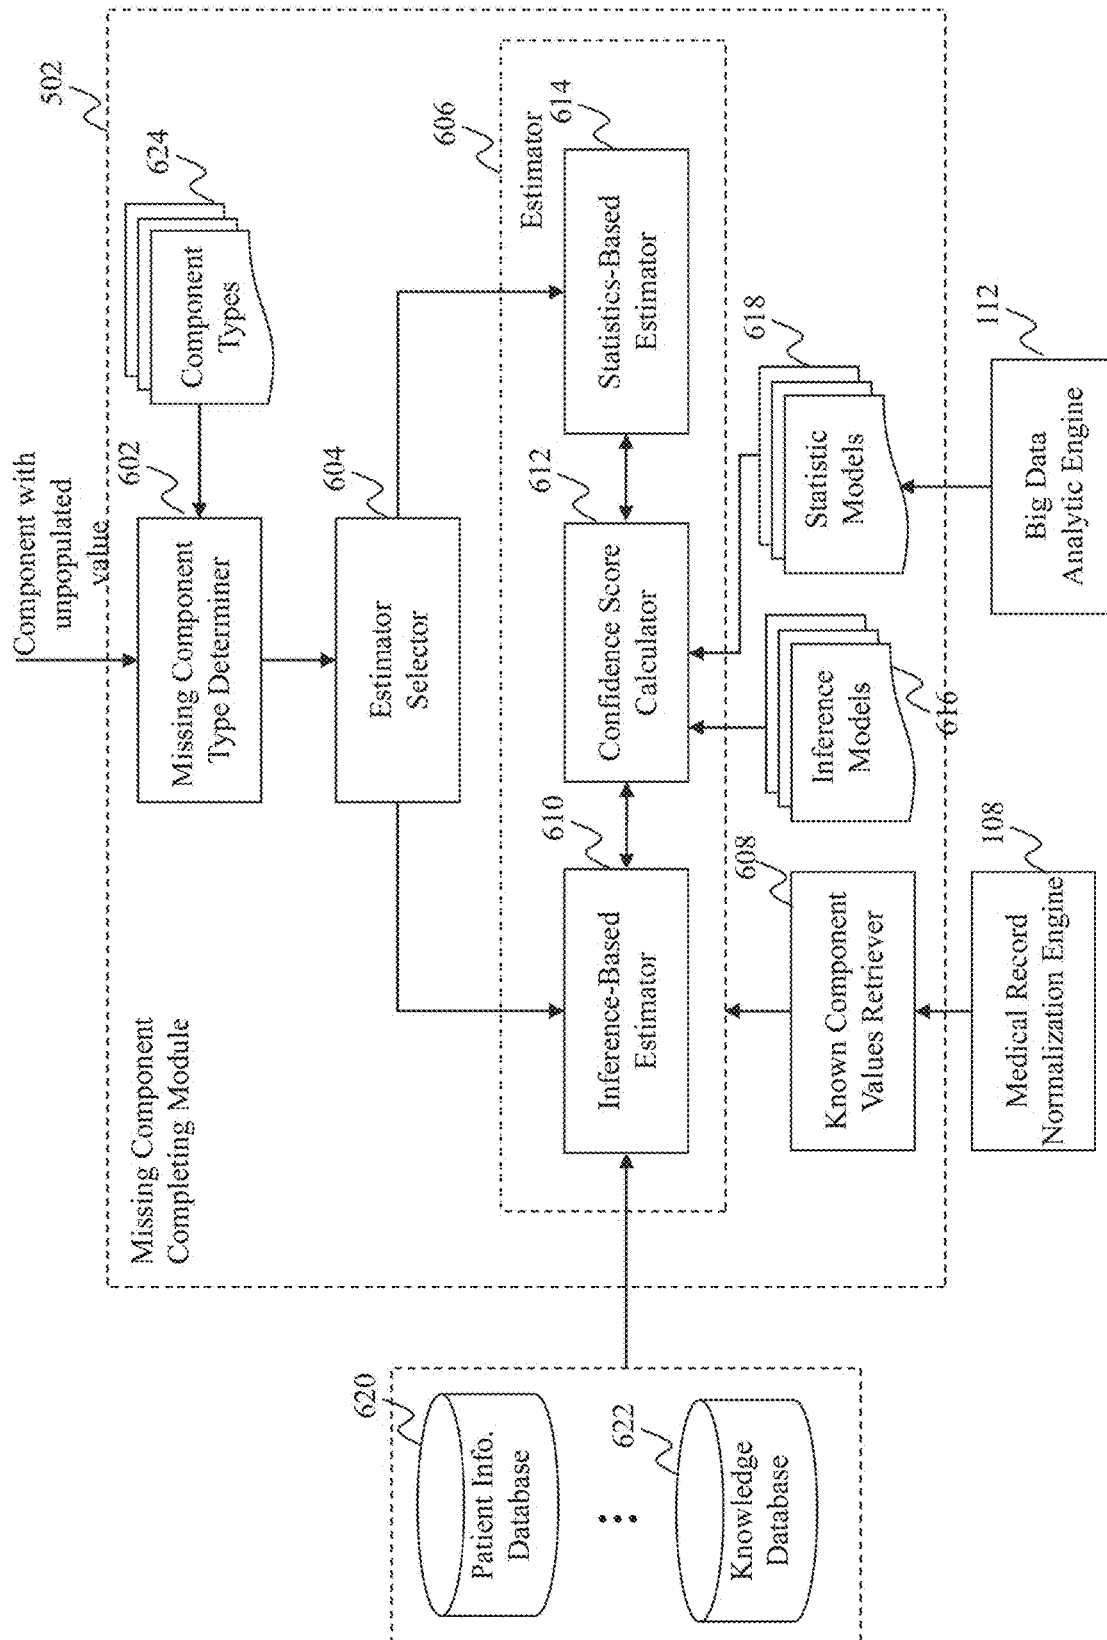 Component with
unpopulated
value
502
Missing Component
Completing Module
602
Missing Component
Type Determiner
624
Component
Types
604
Estimator
Selector
606
Estimator
610
Inference-Based
Estimator
612
Confidence Score
Calculator
614
Statistics-Based
Estimator
620
Patient Info.
Database
...
622
Knowledge
Database
608
Known Component
Values Retriever
Inference
Models
616
618
Statistic
Models
108
Medical Record
Normalization Engine
112
Big Data
Analytic Engine